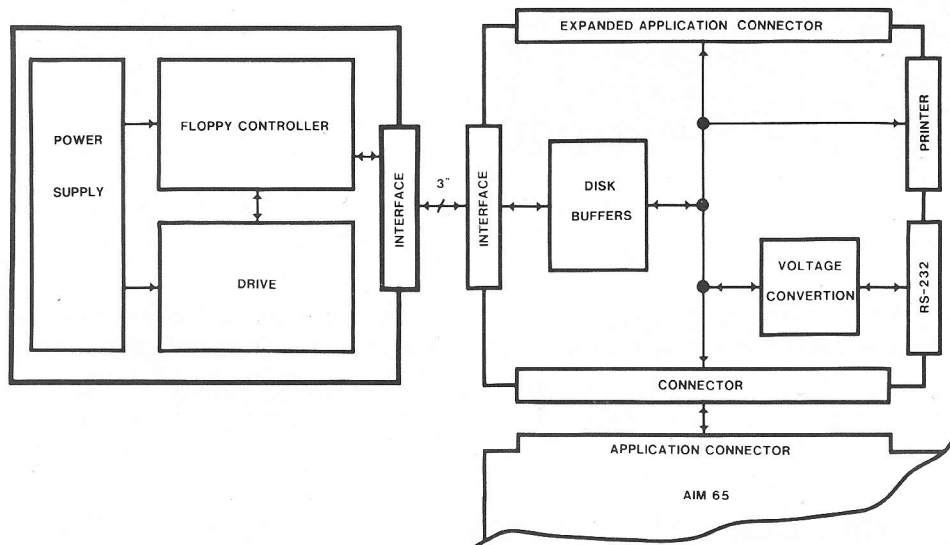 POWER
SUPPLY
FLOPPY CONTROLLER
DRIVE
INTERFACE
3"
INTERFACE
EXPANDED APPLICATION CONNECTOR
DISK
BUFFERS
PRINTER
VOLTAGE
CONVERTION
RS-232
CONNECTOR
APPLICATION CONNECTOR
AIM 65